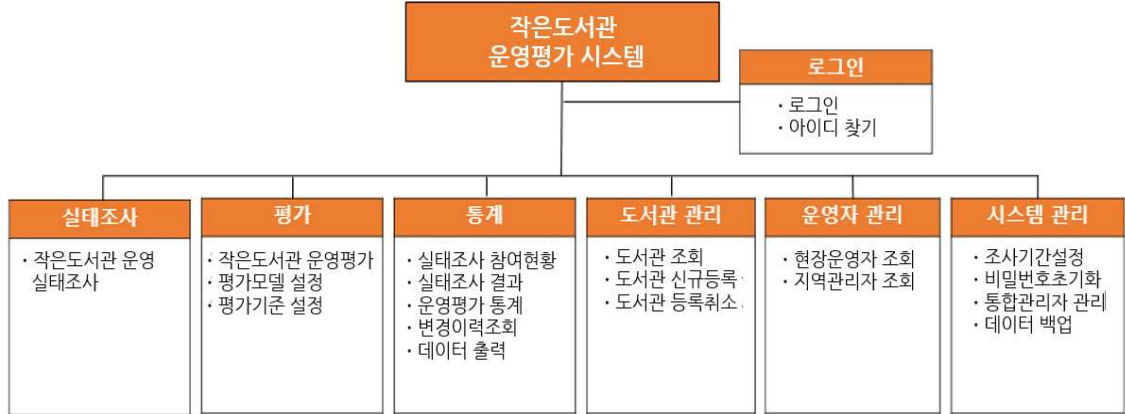 작은도서관
운영평가 시스템
로그인
· 로그인
· 아이디 찾기
실태조사
· 작은도서관 운영
실태조사
평가
· 작은도서관 운영평가
· 평가모델 설정
· 평가기준 설정
통계
· 실태조사 참여현황
· 실태조사 결과
· 운영평가 통계
· 변경이력조회
· 데이터 출력
도서관 관리
· 도서관 조회
· 도서관 신규등록
· 도서관 등록취소
운영자 관리
· 현장운영자 조회
· 지역관리자 조회
시스템 관리
· 조사기간설정
· 비밀번호초기화
· 통합관리자 관리
· 데이터 백업